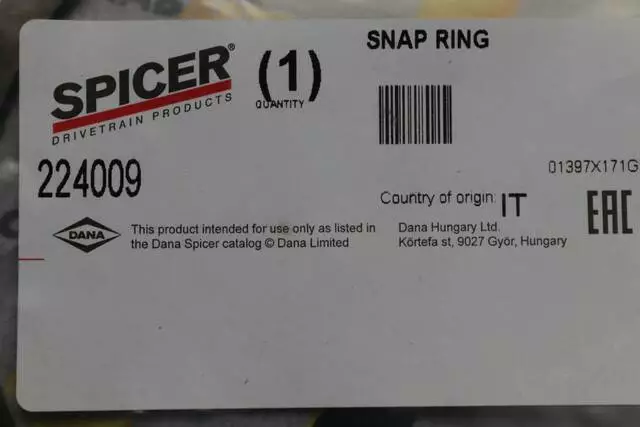 SNAP RING
SPICER®
DRIVETRAIN PRODUCTS
(1)
QUANTITY
224009
01397X171G
Country of origin: IT
EAC
DANA
This product intended for use only as listed in
the Dana Spicer catalog © Dana Limited
Dana Hungary Ltd.
Körtefa st, 9027 Győr, Hungary